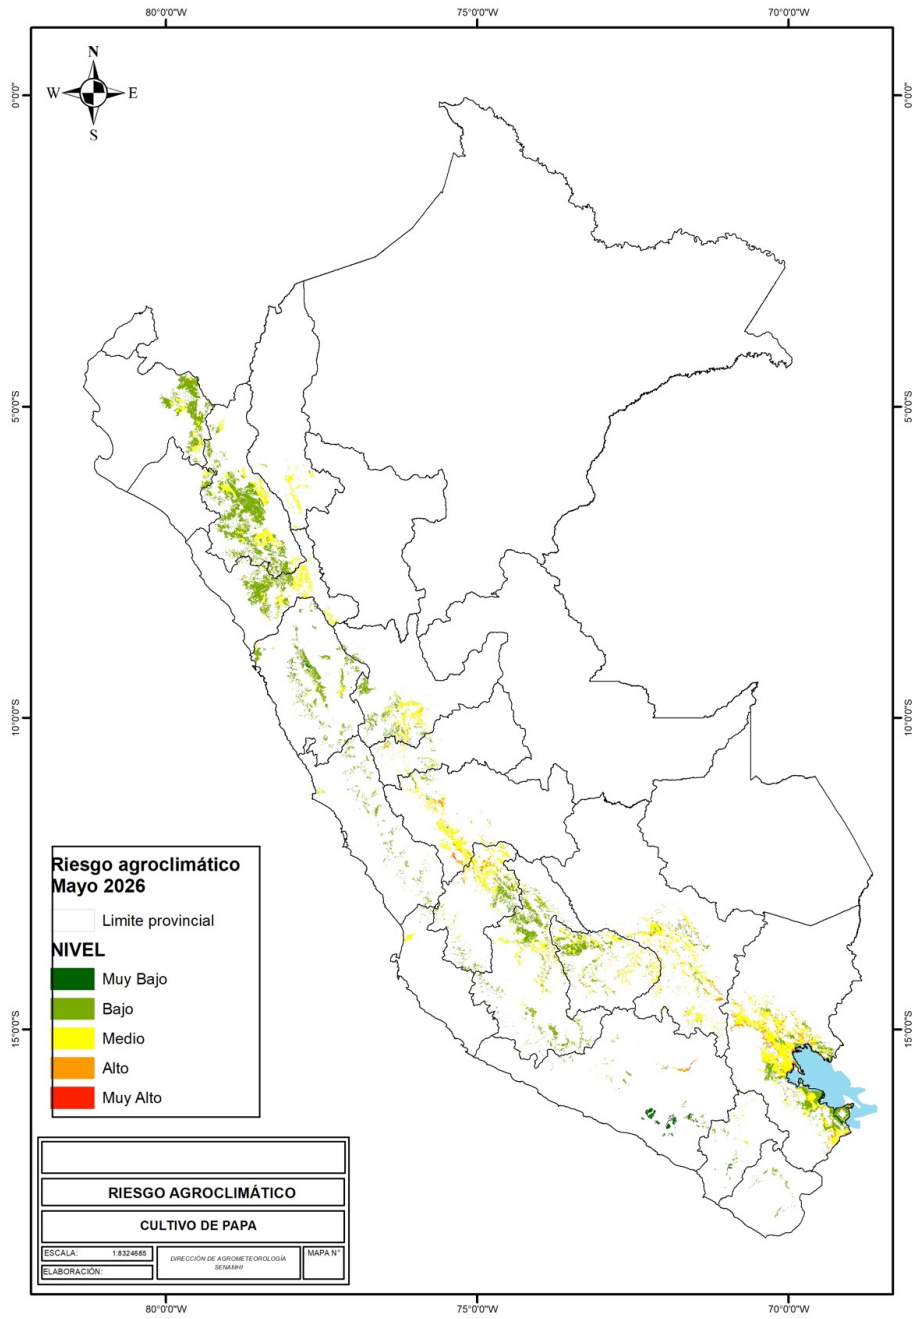 80°0'0"W
75°0'0"W
70°0'0"W
N
W
E
S
0°0'0"
0°0'0"
5°0'0"S
5°0'0"S
10°0'0"S
10°0'0"S
15°0'0"S
15°0'0"S
Riesgo agroclimático
Mayo 2026
Limite provincial
NIVEL
Muy Bajo
Bajo
Medio
Alto
Muy Alto
RIESGO AGROCLIMÁTICO
CULTIVO DE PAPA
ESCALA: 1:8324685
DIRECCIÓN DE AGROMETEOROLOGÍA
SENAMHI
MAPA N°
ELABORACIÓN:
80°0'0"W
75°0'0"W
70°0'0"W